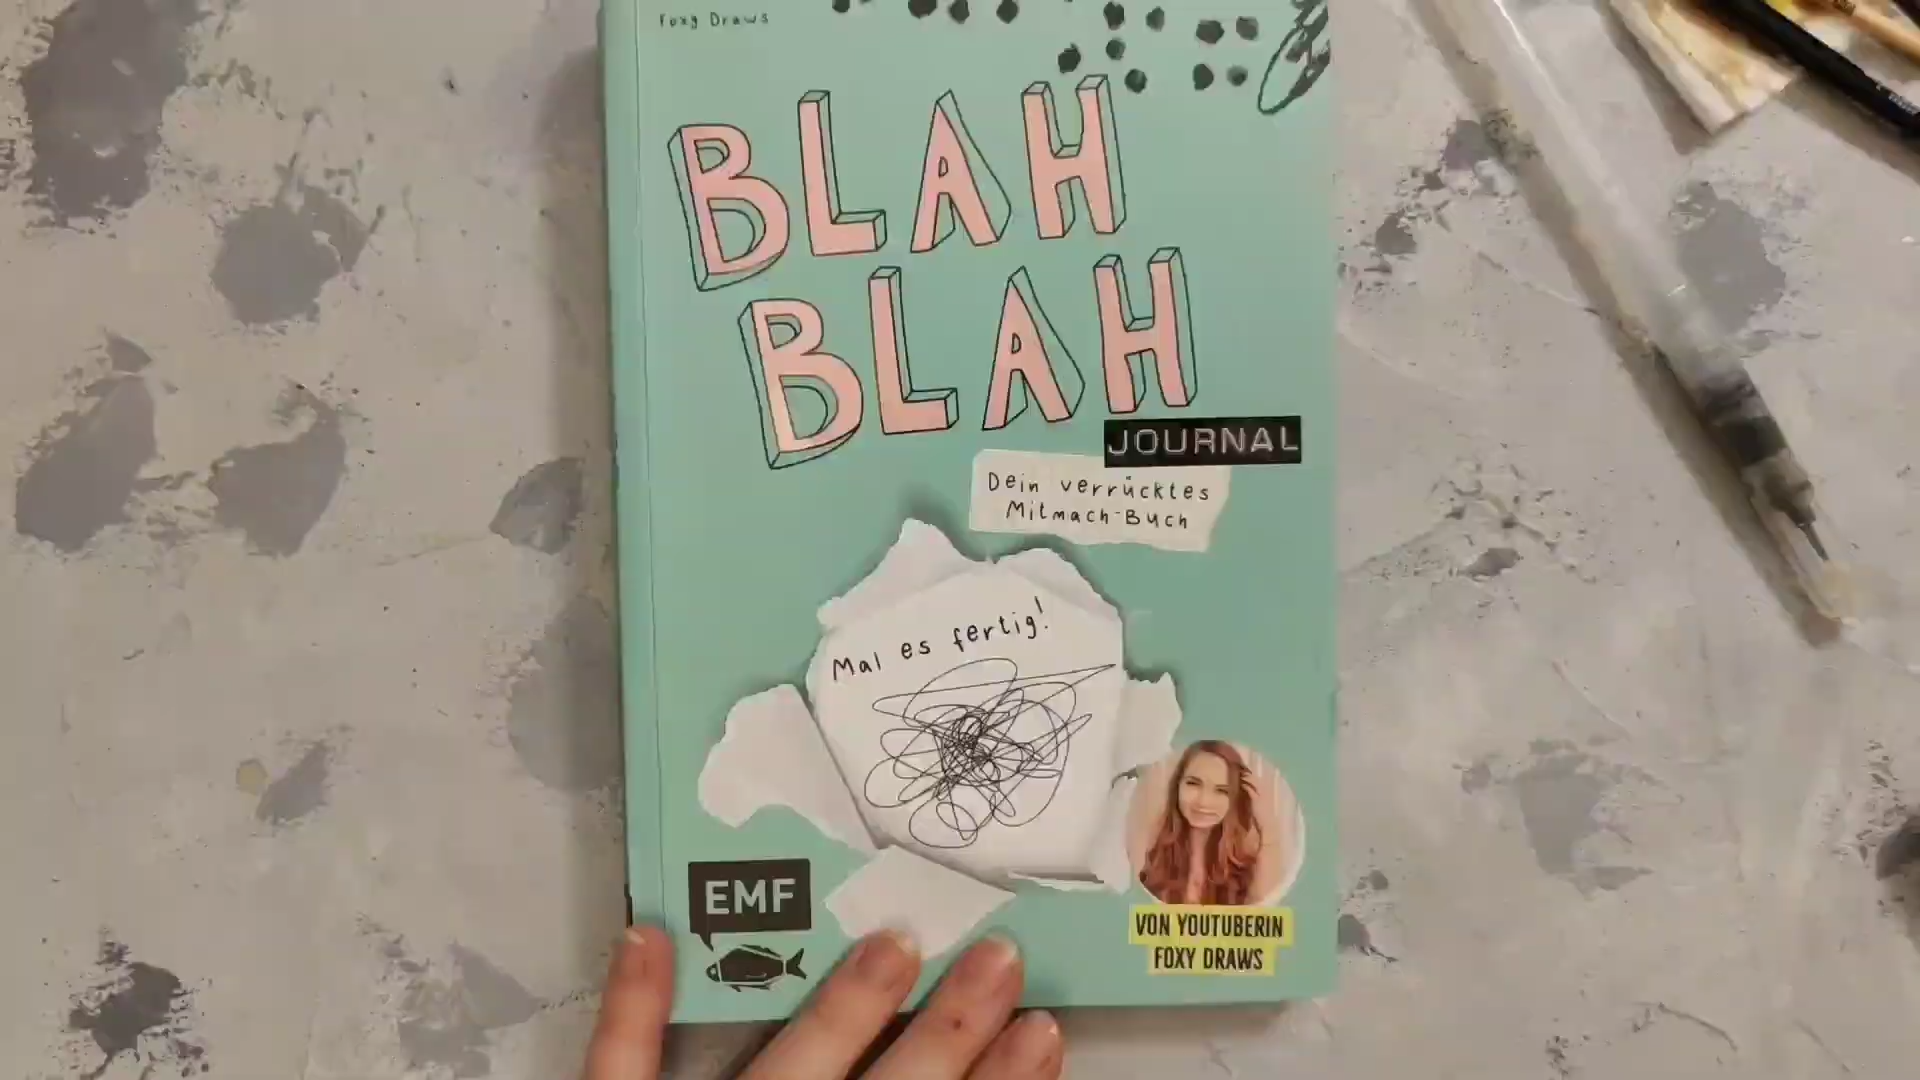 Foxy Draws
BLAH
BLAH
JOURNAL
Dein verrücktes
Mitmach-Buch
Mal es fertig!
EMF
VON YOUTUBERIN
FOXY DRAWS